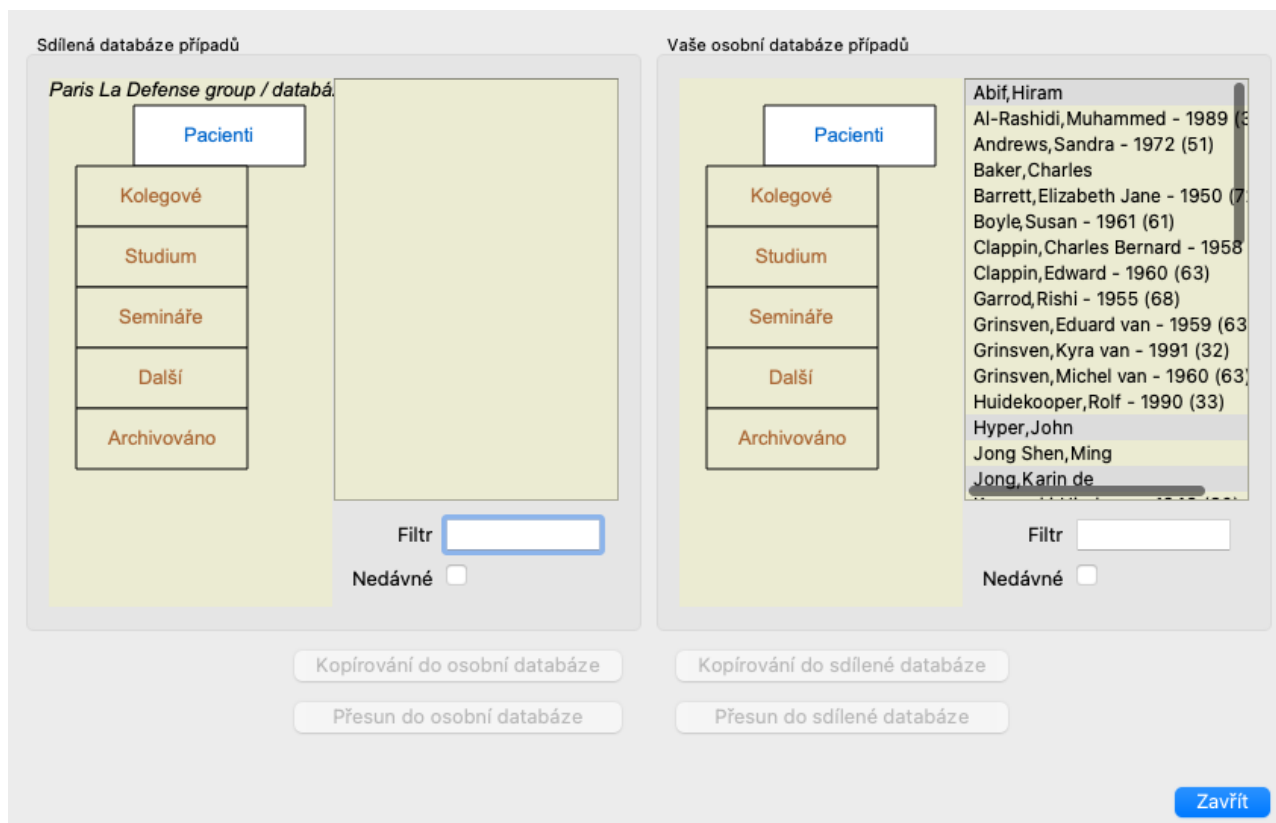 Sdílená databáze případů
Paris La Defense group / databá
Pacienti
Kolegové
Studium
Semináře
Další
Archivováno
Filtr
Nedávné
Vaše osobní databáze případů
Pacienti
Kolegové
Studium
Semináře
Další
Archivováno
Abif,Hiram
Al-Rashidi,Muhammed - 1989 (3
Andrews,Sandra - 1972 (51)
Baker,Charles
Barrett,Elizabeth Jane - 1950 (7
Boyle,Susan - 1961 (61)
Clappin,Charles Bernard - 1958
Clappin,Edward - 1960 (63)
Garrod,Rishi - 1955 (68)
Grinsven,Eduard van - 1959 (63
Grinsven,Kyra van - 1991 (32)
Grinsven,Michel van - 1960 (63)
Huidekooper,Rolf - 1990 (33)
Hyper,John
Jong Shen,Ming
Jong,Karin de
Filtr
Nedávné
Kopírování do osobní databáze
Kopírování do sdílené databáze
Přesun do osobní databáze
Přesun do sdílené databáze
Zavřít